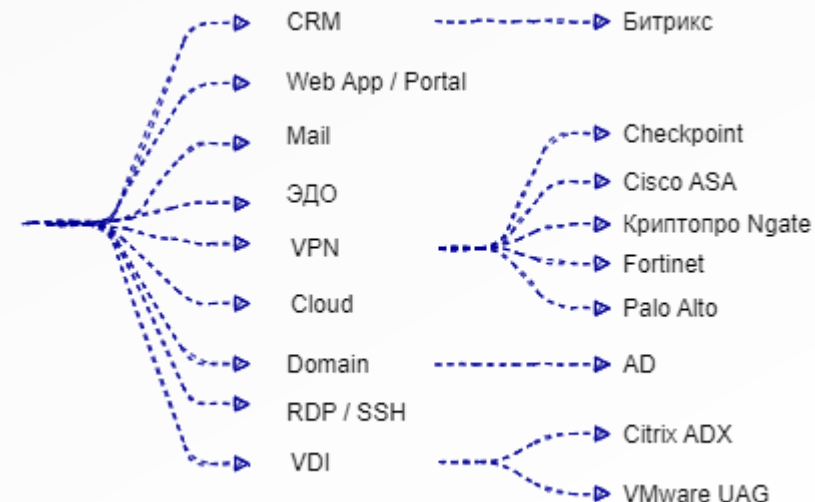 CRM
Битрикс
Web App / Portal
Mail
Checkpoint
ЭДО
Cisco ASA
Криптопро Ngate
VPN
Fortinet
Cloud
Palo Alto
Domain
AD
RDP / SSH
Citrix ADX
VDI
VMware UAG